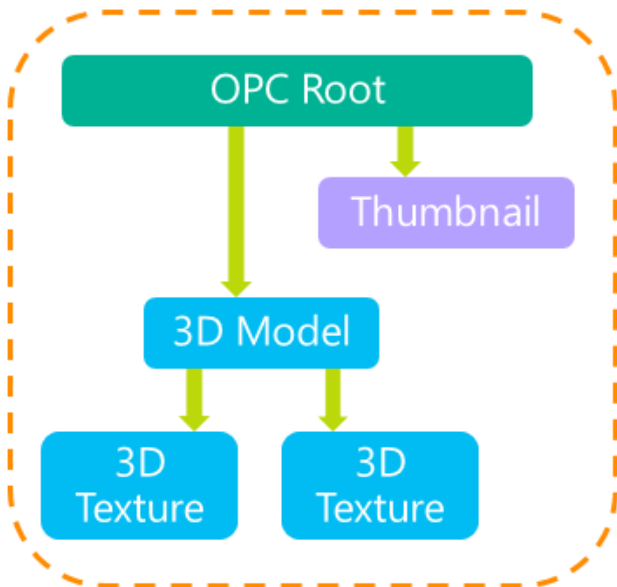 OPC Root
Thumbnail
3D Model
3D
Texture
3D
Texture